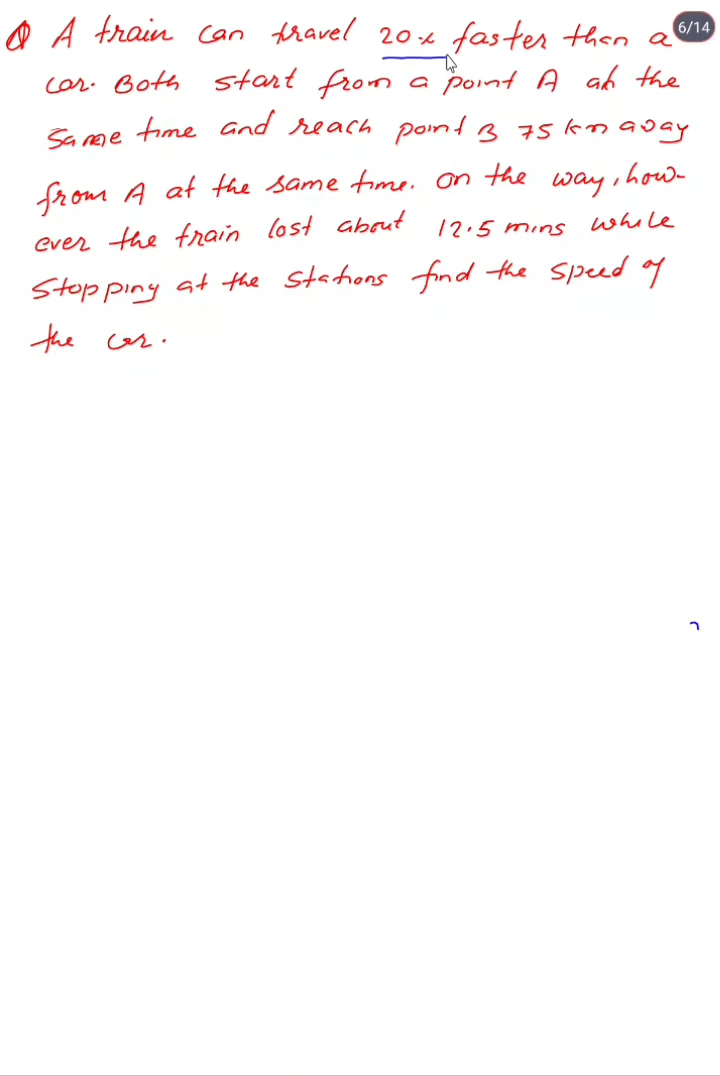 Q A train can travel 20% faster than a
car. Both start from a point A at the
same time and reach point B 75 km away
from A at the same time. on the way, how-
ever the train lost about 12.5 mins while
stopping at the stations find the speed of
the car.
6/14